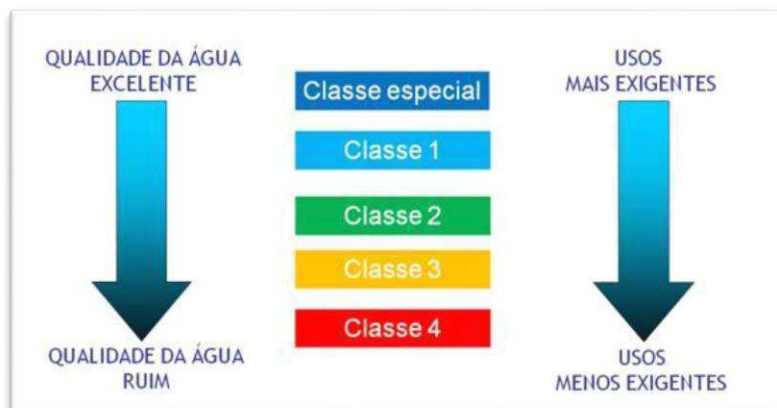 QUALIDADE DA ÁGUA
EXCELENTE
USOS
MAIS EXIGENTES
Classe especial
Classe 1
Classe 2
Classe 3
Classe 4
QUALIDADE DA ÁGUA
RUIM
USOS
MENOS EXIGENTES